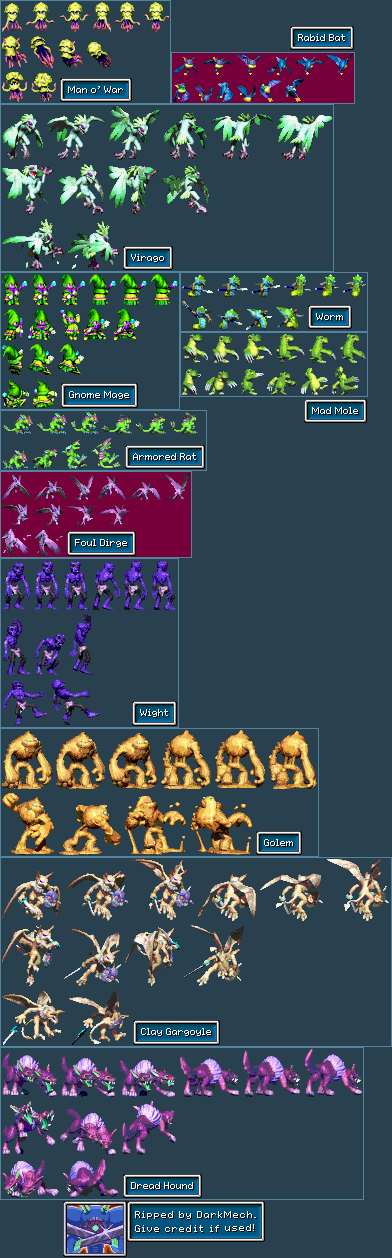 Rabid Bat
Man o' War
Virago
Worm
Gnome Mage
Mad Mole
Armored Rat
Foul Dirge
Wight
Golem
Clay Gargoyle
Dread Hound
Ripped by DarkMech.
Give credit if used!